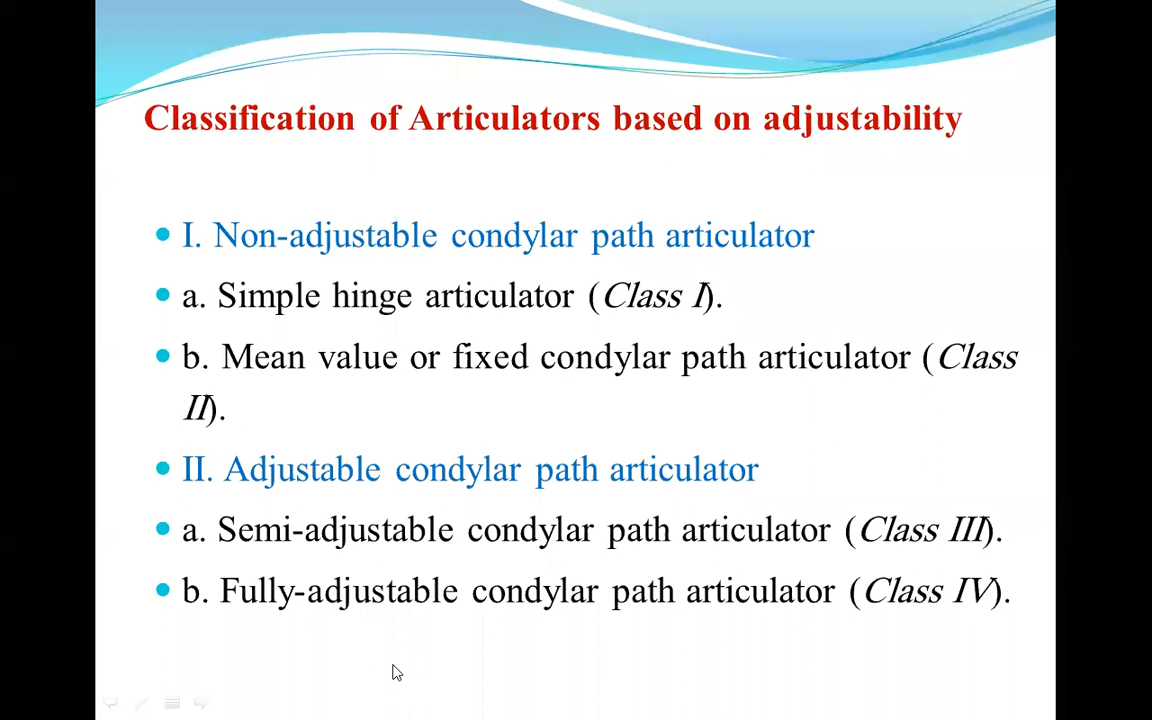 Classification of Articulators based on adjustability
I. Non-adjustable condylar path articulator
a. Simple hinge articulator (Class I).
b. Mean value or fixed condylar path articulator (Class
II).
II. Adjustable condylar path articulator
a. Semi-adjustable condylar path articulator (Class III).
b. Fully-adjustable condylar path articulator (Class IV).